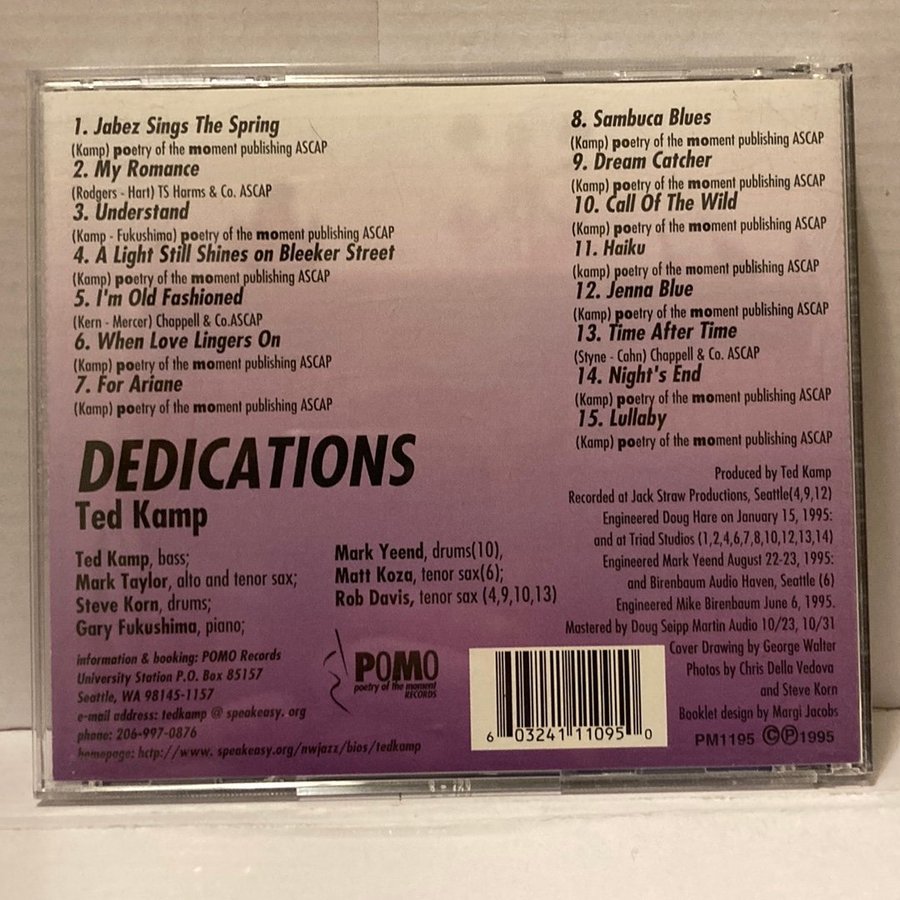 1. Jabez Sings The Spring
(Kamp) poetry of the moment publishing ASCAP
2. My Romance
(Rodgers - Hart) TS Harms & Co. ASCAP
3. Understand
(Kamp - Fukushima) poetry of the moment publishing ASCAP
4. A Light Still Shines on Bleeker Street
(Kamp) poetry of the moment publishing ASCAP
5. I'm Old Fashioned
(Kern - Mercer) Chappell & Co.ASCAP
6. When Love Lingers On
(Kamp) poetry of the moment publishing ASCAP
7. For Ariane
(Kamp) poetry of the moment publishing ASCAP
8. Sambuca Blues
(Kamp) poetry of the moment publishing ASCAP
9. Dream Catcher
(Kamp) poetry of the moment publishing ASCAP
10. Call Of The Wild
(Kamp) poetry of the moment publishing ASCAP
11. Haiku
(kamp) poetry of the moment publishing ASCAP
12. Jenna Blue
(Kamp) poetry of the moment publishing ASCAP
13. Time After Time
(Styne - Cahn) Chappell & Co. ASCAP
14. Night's End
(Kamp) poetry of the moment publishing ASCAP
15. Lullaby
(Kamp) poetry of the moment publishing ASCAP
DEDICATIONS
Ted Kamp
Ted Kamp, bass;
Mark Taylor, alto and tenor sax;
Steve Korn, drums;
Gary Fukushima, piano;
Mark Yeend, drums(10),
Matt Koza, tenor sax(6);
Rob Davis, tenor sax (4,9,10,13)
Produced by Ted Kamp
Recorded at Jack Straw Productions, Seattle(4,9,12)
Engineered Doug Hare on January 15, 1995:
and at Triad Studios (1,2,4,6,7,8,10,12,13,14)
Engineered Mark Yeend August 22-23, 1995:
and Birenbaum Audio Haven, Seattle (6)
Engineered Mike Birenbaum June 6, 1995.
Mastered by Doug Seipp Martin Audio 10/23, 10/31
Cover Drawing by George Walter
Photos by Chris Della Vedova
and Steve Korn
Booklet design by Margi Jacobs
PM1195 ©℗1995
information & booking: POMO Records
University Station P.O. Box 85157
Seattle, WA 98145-1157
e-mail address: tedkamp @ speakeasy. org
phone: 206-997-0876
homepage: hctp://www. speakeasy.org/nwjazz/bios/tedkamp
POMO
poetry of the moment
RECORDS
6 03241 11095 0